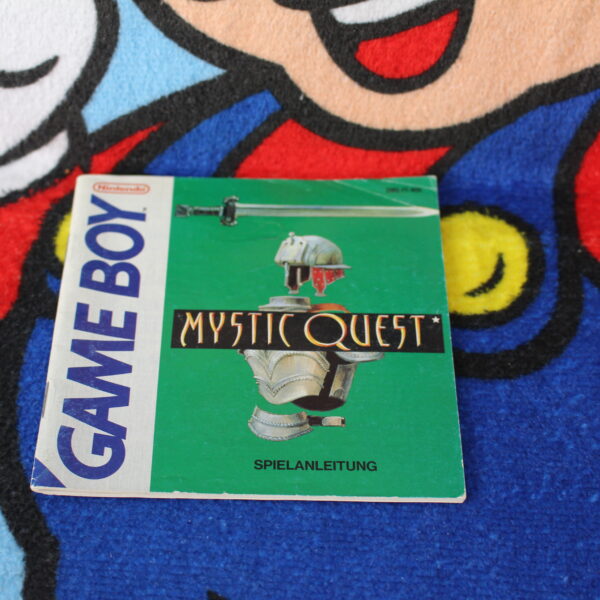 Nintendo
GAME BOY
MYSTIC QUEST
SPIELANLEITUNG